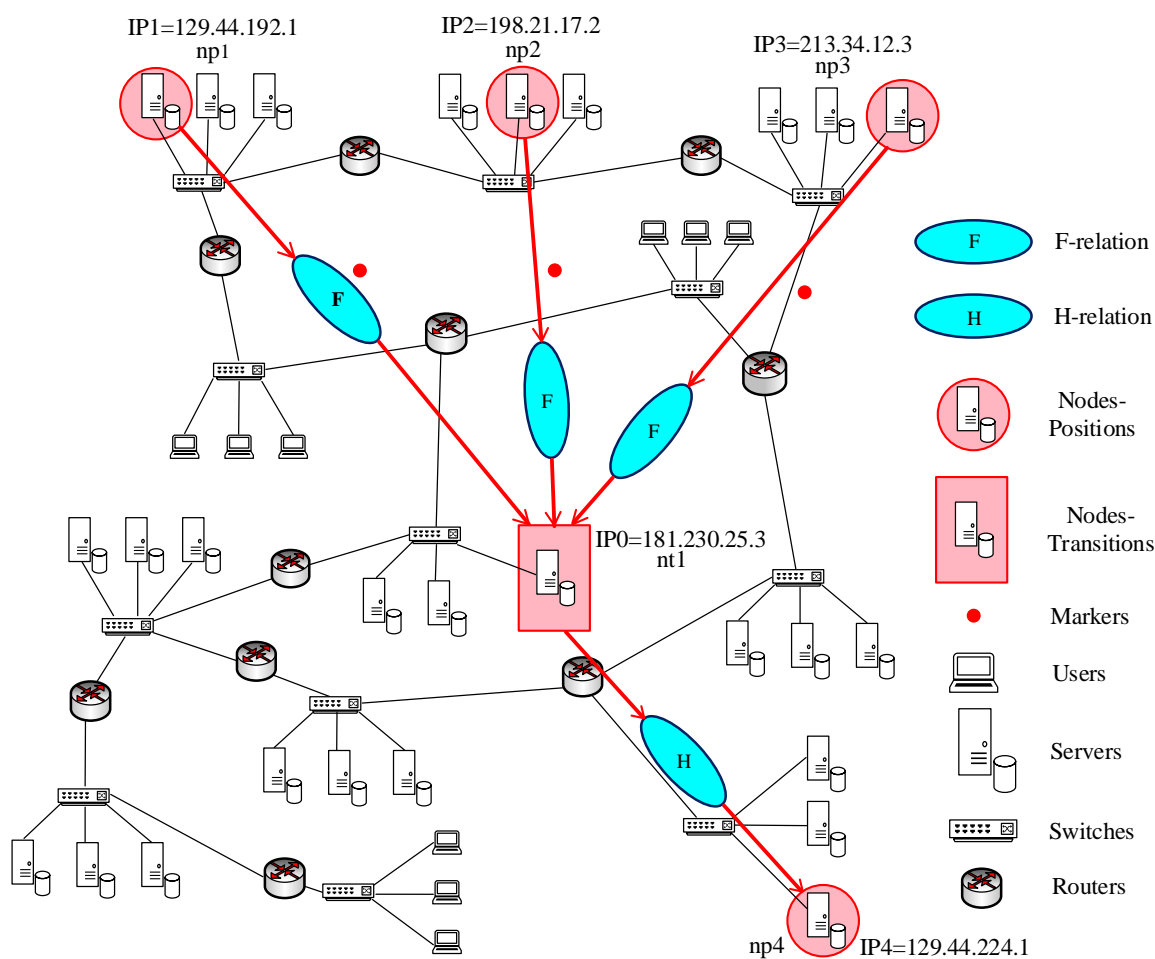 IP1=129.44.192.1
np1
IP2=198.21.17.2
np2
IP3=213.34.12.3
np3
F
F
F
IP0=181.230.25.3
nt1
H
np4
IP4=129.44.224.1
F
F-relation
H
H-relation
Nodes-
Positions
Nodes-
Transitions
Markers
Users
Servers
Switches
Routers